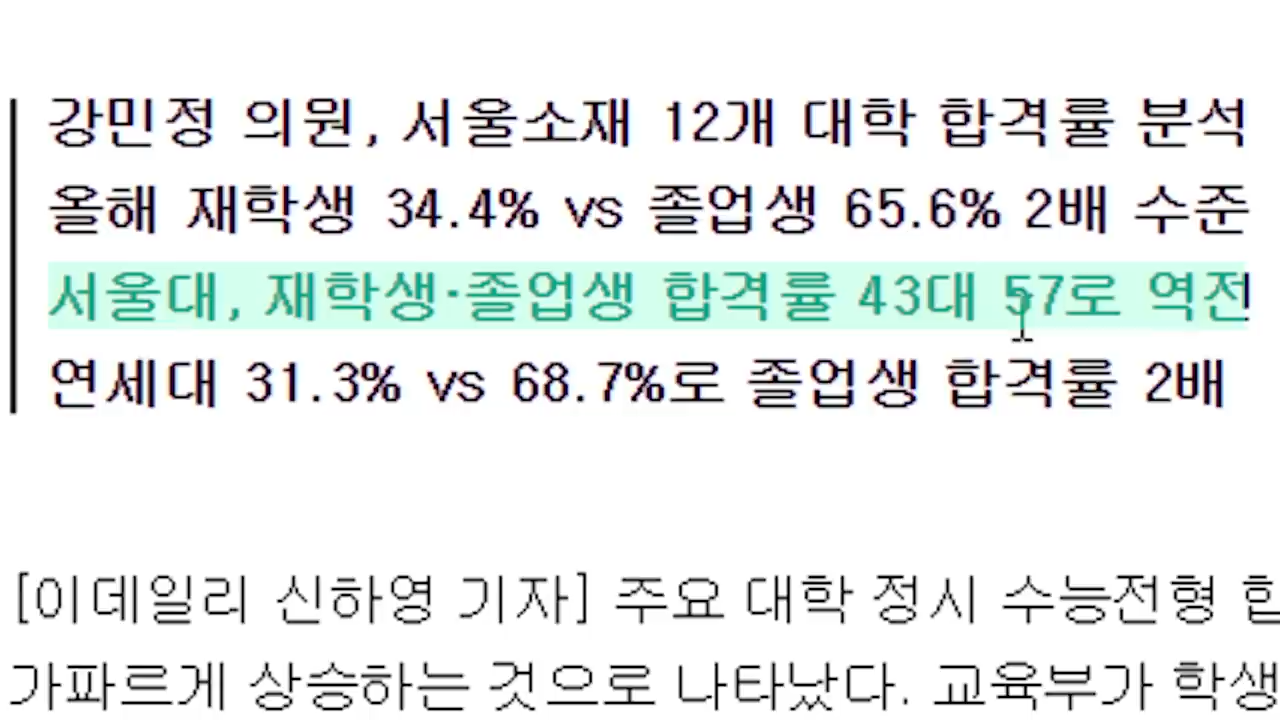 강민정 의원, 서울소재 12개 대학 합격률 분석
올해 재학생 34.4% vs 졸업생 65.6% 2배 수준
서울대, 재학생·졸업생 합격률 43대 57로 역전
연세대 31.3% vs 68.7%로 졸업생 합격률 2배
[이데일리 신하영 기자] 주요 대학 정시 수능전형
가파르게 상승하는 것으로 나타났다. 교육부가 학생